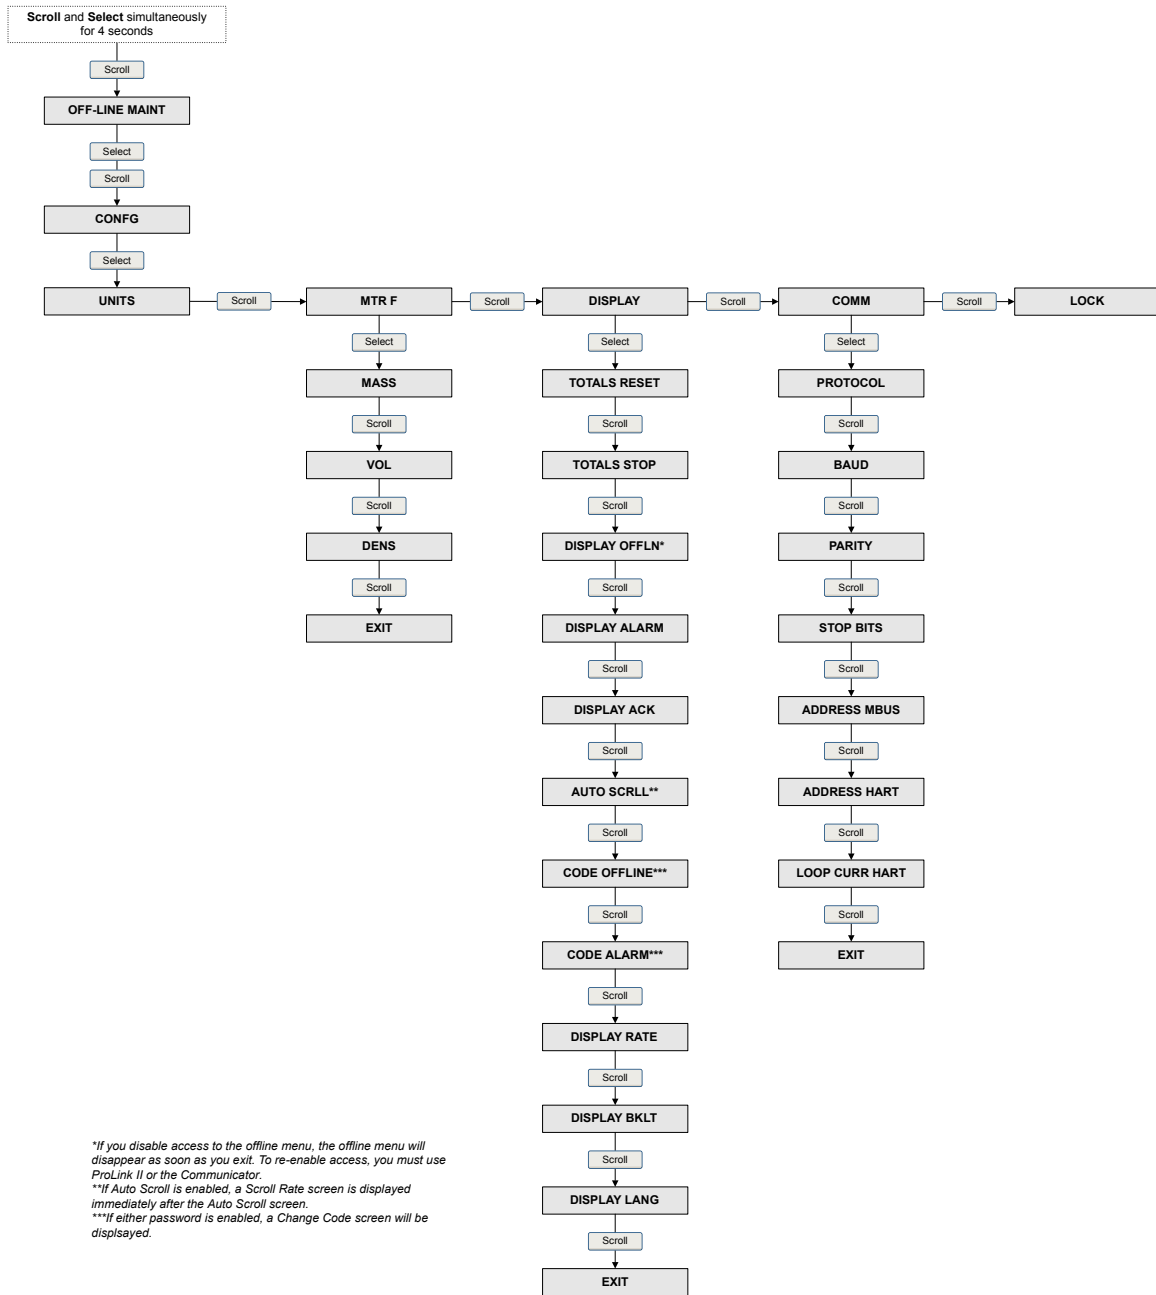 Scroll and Select simultaneously
for 4 seconds
Scroll
OFF-LINE MAINT
Select
Scroll
CONFG
Select
UNITS
Scroll
MTR F
Scroll
DISPLAY
Scroll
COMM
Scroll
LOCK
Select
MASS
Scroll
VOL
Scroll
DENS
Scroll
EXIT
Select
TOTALS RESET
Scroll
TOTALS STOP
Scroll
DISPLAY OFFLN*
Scroll
DISPLAY ALARM
Scroll
DISPLAY ACK
Scroll
AUTO SCRLL**
Scroll
CODE OFFLINE***
Scroll
CODE ALARM***
Scroll
DISPLAY RATE
Scroll
DISPLAY BKLT
Scroll
DISPLAY LANG
Scroll
EXIT
Select
PROTOCOL
Scroll
BAUD
Scroll
PARITY
Scroll
STOP BITS
Scroll
ADDRESS MBUS
Scroll
ADDRESS HART
Scroll
LOOP CURR HART
Scroll
EXIT
*If you disable access to the offline menu, the offline menu will
disappear as soon as you exit. To re-enable access, you must use
ProLink II or the Communicator.
**If Auto Scroll is enabled, a Scroll Rate screen is displayed
immediately after the Auto Scroll screen.
***If either password is enabled, a Change Code screen will be
displsayed.